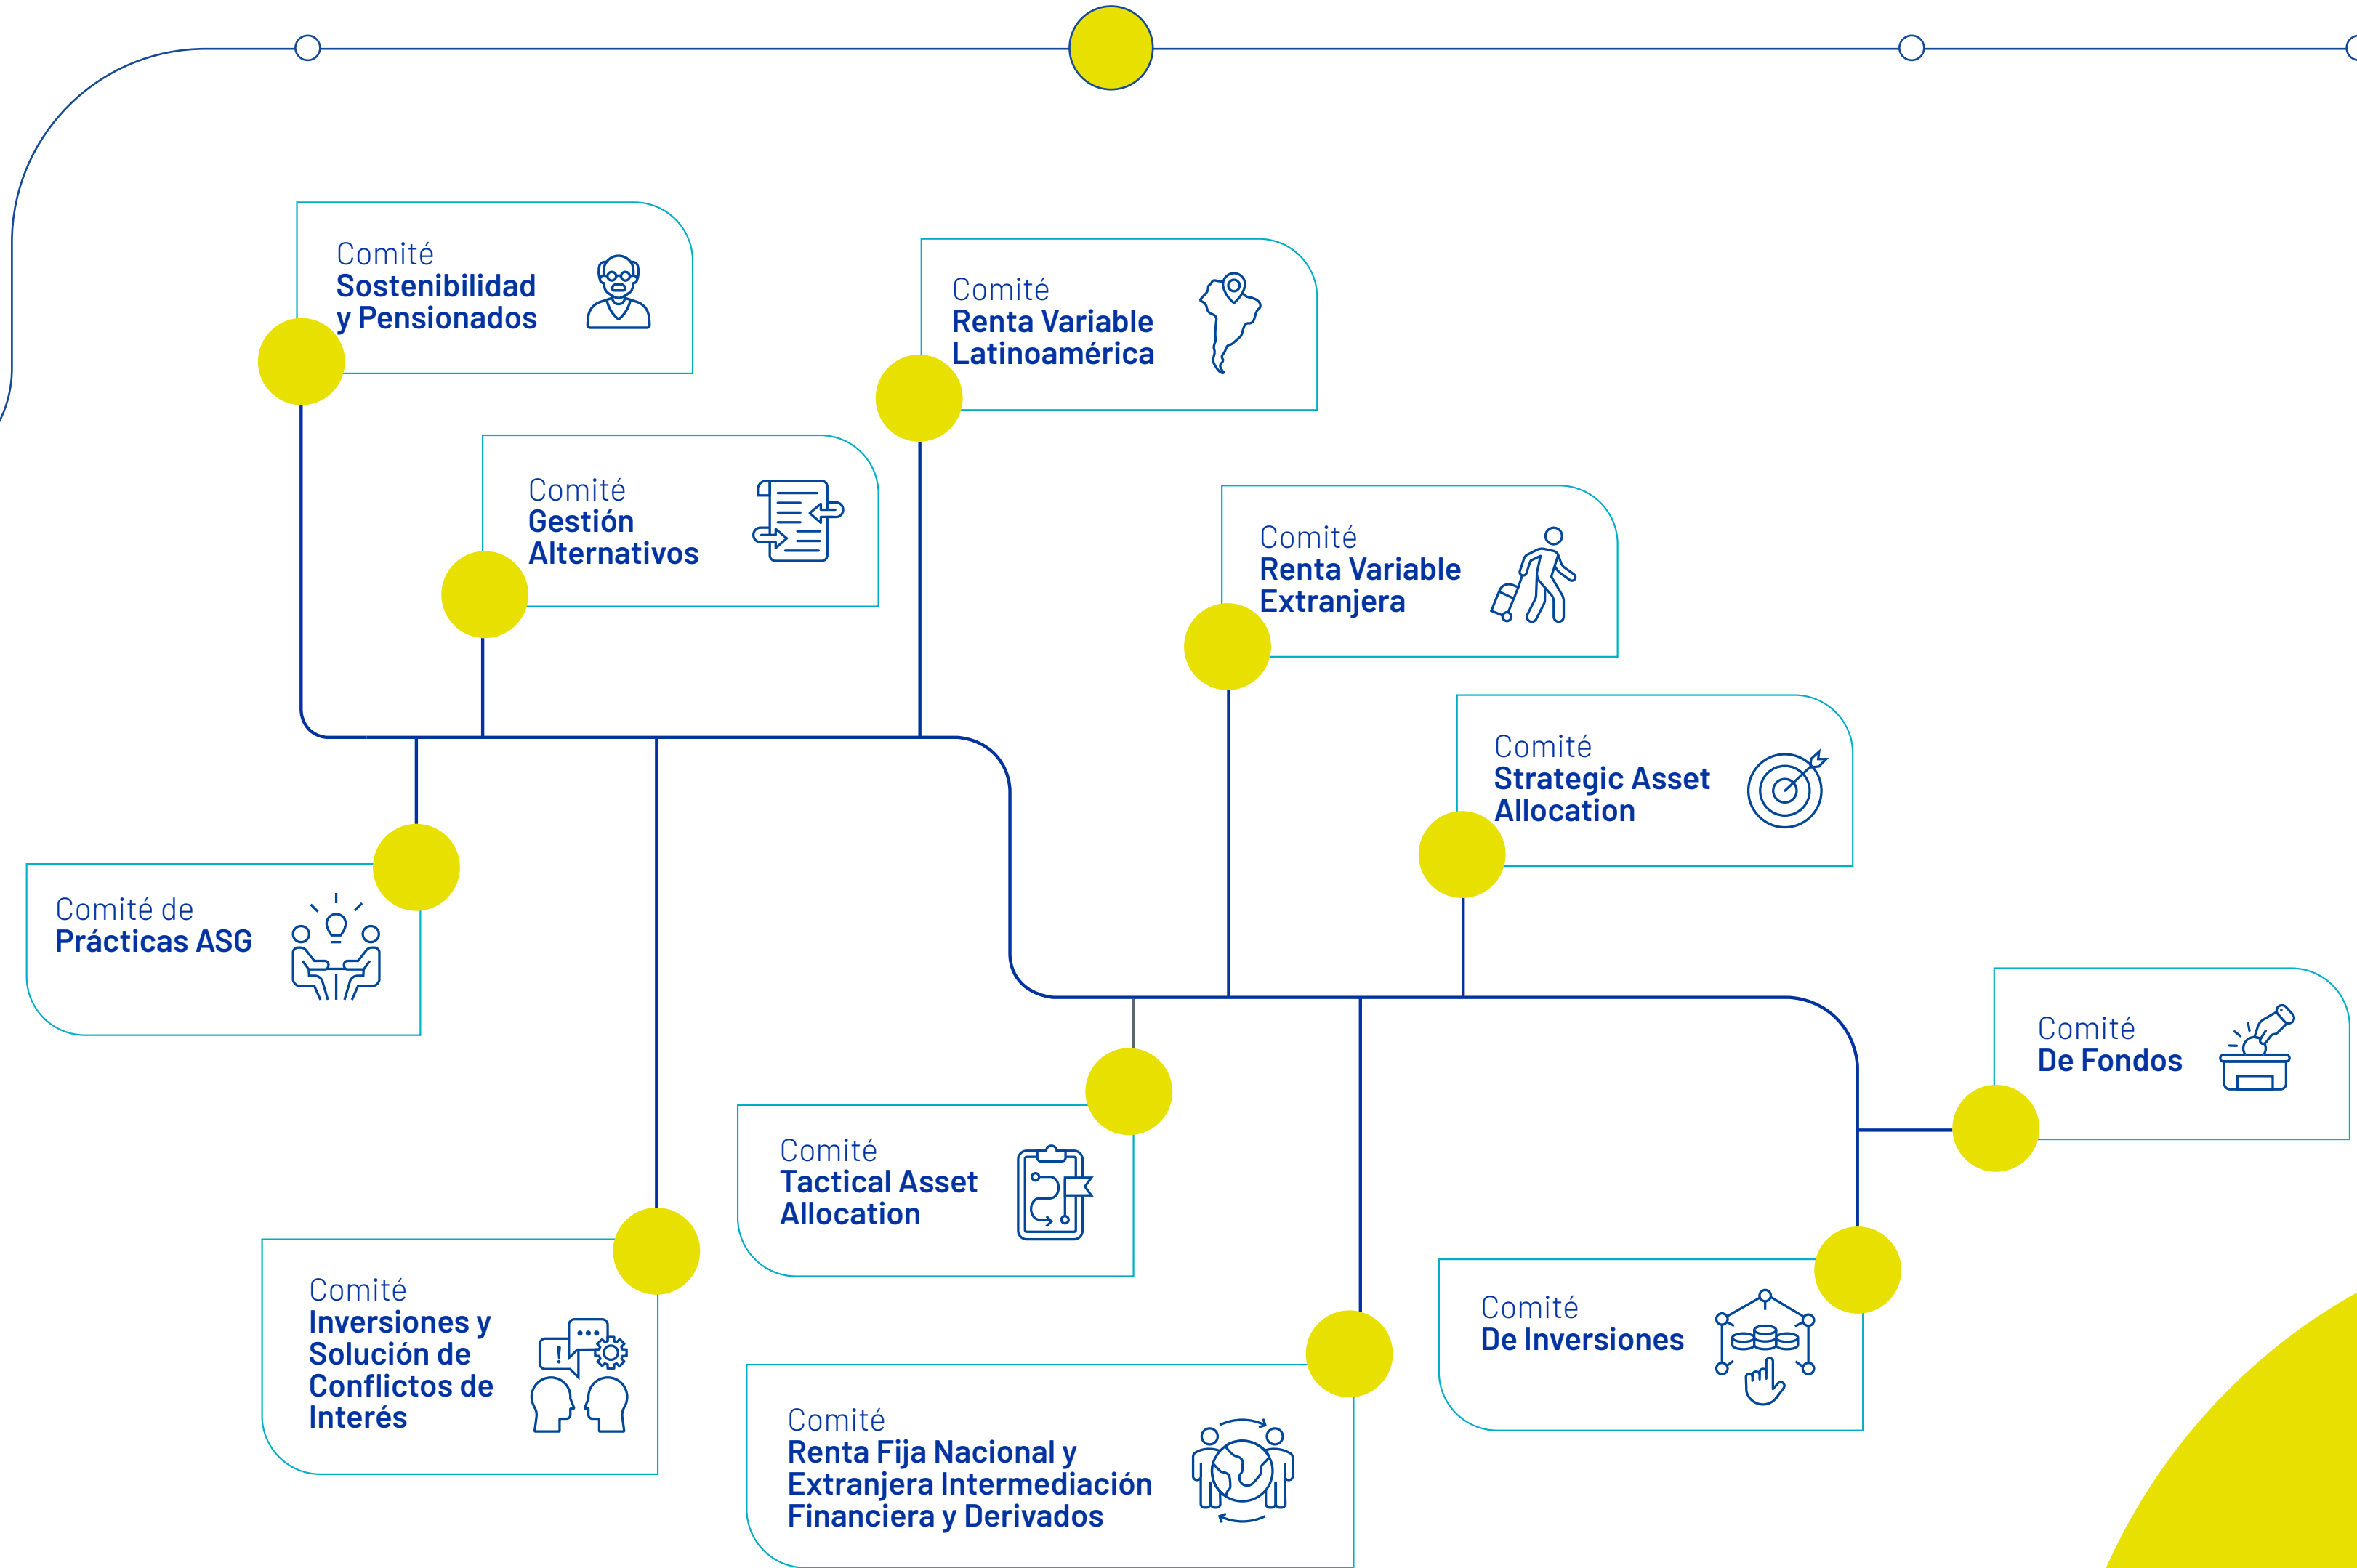 Comité
Sostenibilidad
y Pensionados
Comité
Renta Variable
Latinoamérica
Comité
Gestión
Alternativos
Comité
Renta Variable
Extranjera
Comité
Strategic Asset
Allocation
Comité de
Prácticas ASG
Comité
De Fondos
Comité
Tactical Asset
Allocation
Comité
Inversiones y
Solución de
Conflictos de
Interés
Comité
De Inversiones
Comité
Renta Fija Nacional y
Extranjera Intermediación
Financiera y Derivados